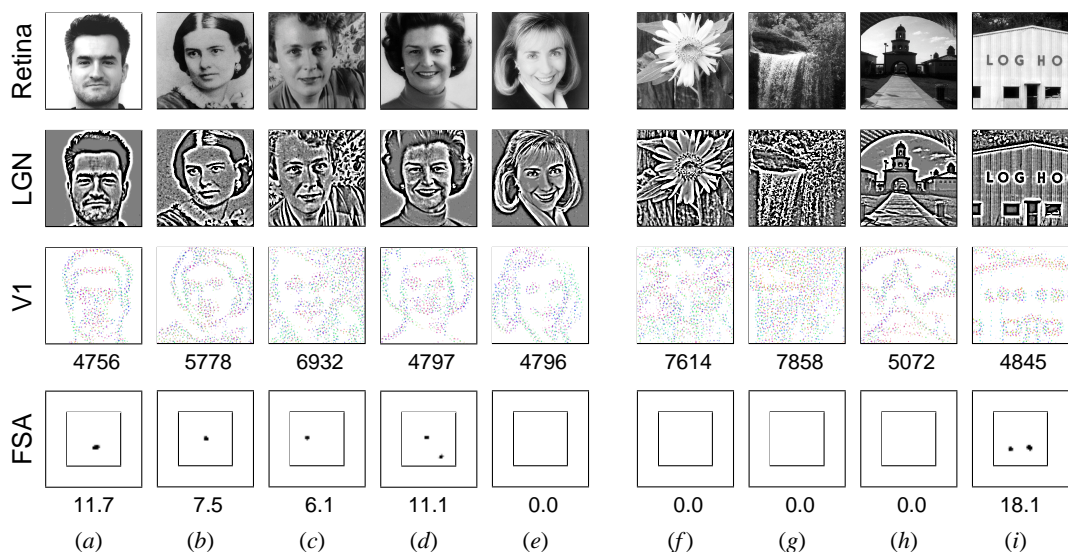 Retina
LOG HO
LGN
LOG HO
V1
4756 5778 6932 4797 4796 7614 7858 5072 4845
FSA
11.7 7.5 6.1 11.1 0.0 0.0 0.0 0.0 18.1
(a) (b) (c) (d) (e) (f) (g) (h) (i)